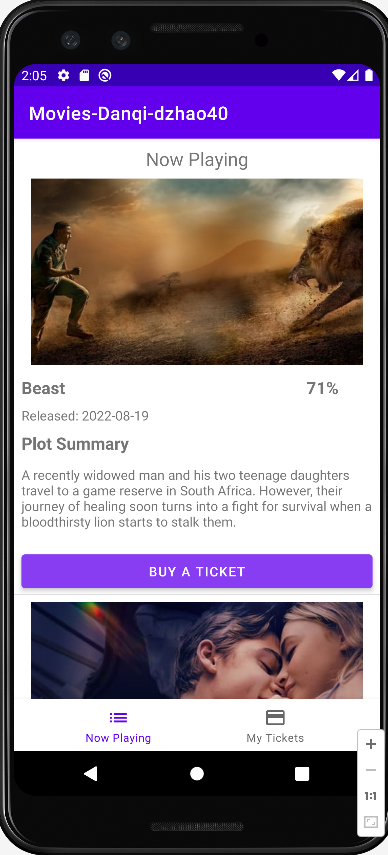 2:05
Movies-Danqi-dzhao40
Now Playing
Beast 71%
Released: 2022-08-19
Plot Summary
A recently widowed man and his two teenage daughters
travel to a game reserve in South Africa. However, their
journey of healing soon turns into a fight for survival when a
bloodthirsty lion starts to stalk them.
BUY A TICKET
Now Playing My Tickets
1:1